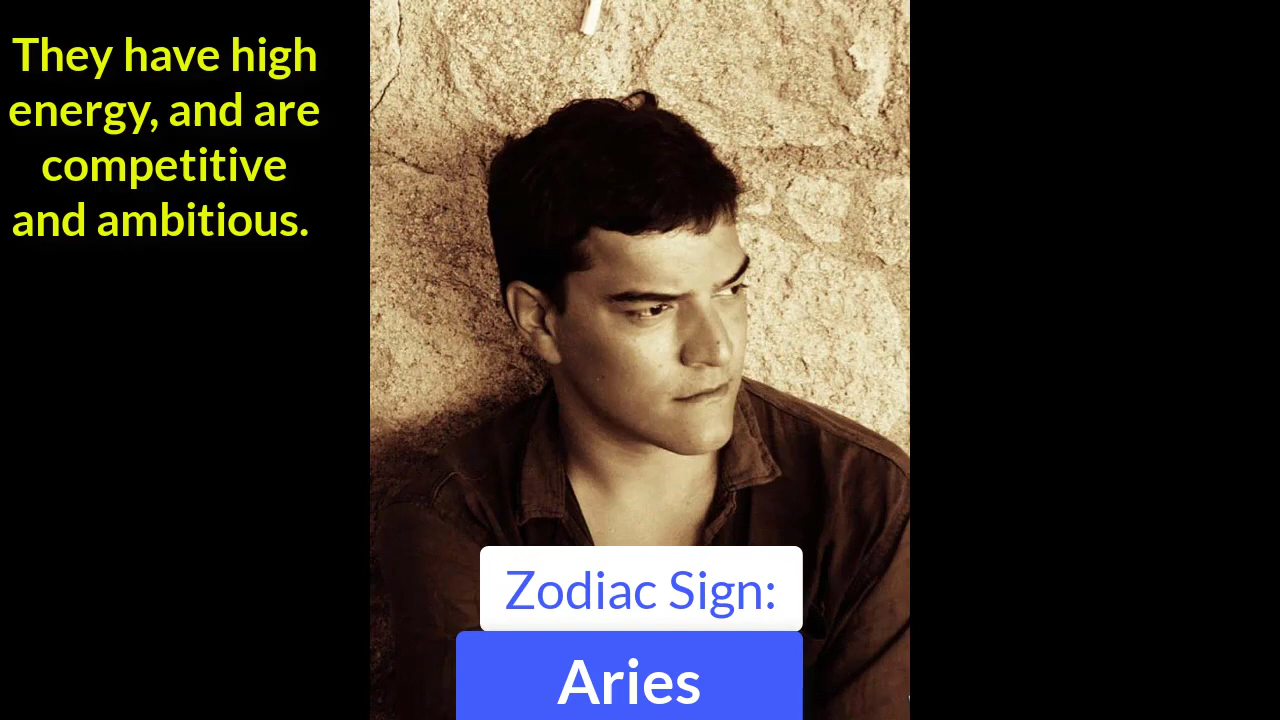 They have high
energy, and are
competitive
and ambitious.
Zodiac Sign:
Aries